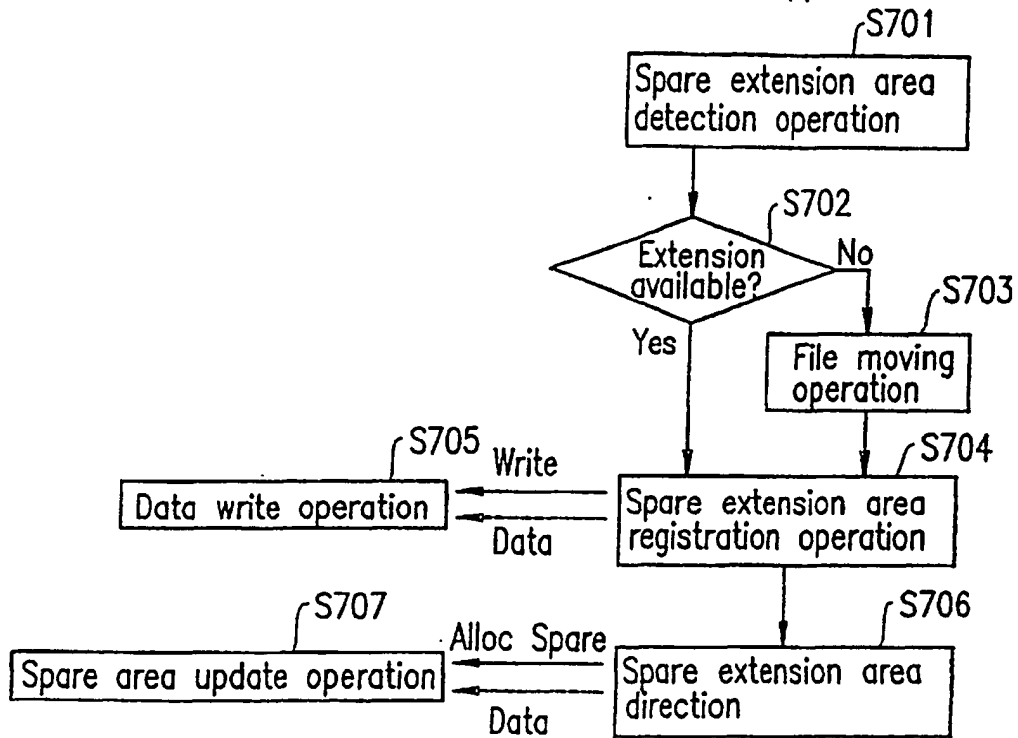 S701
Spare extension area
detection operation
S702
Extension
available?
No
Yes
S703
File moving
operation
S704
Spare extension area
registration operation
S705
Write
Data write operation
Data
S706
Spare extension area
direction
S707
Alloc Spare
Spare area update operation
Data